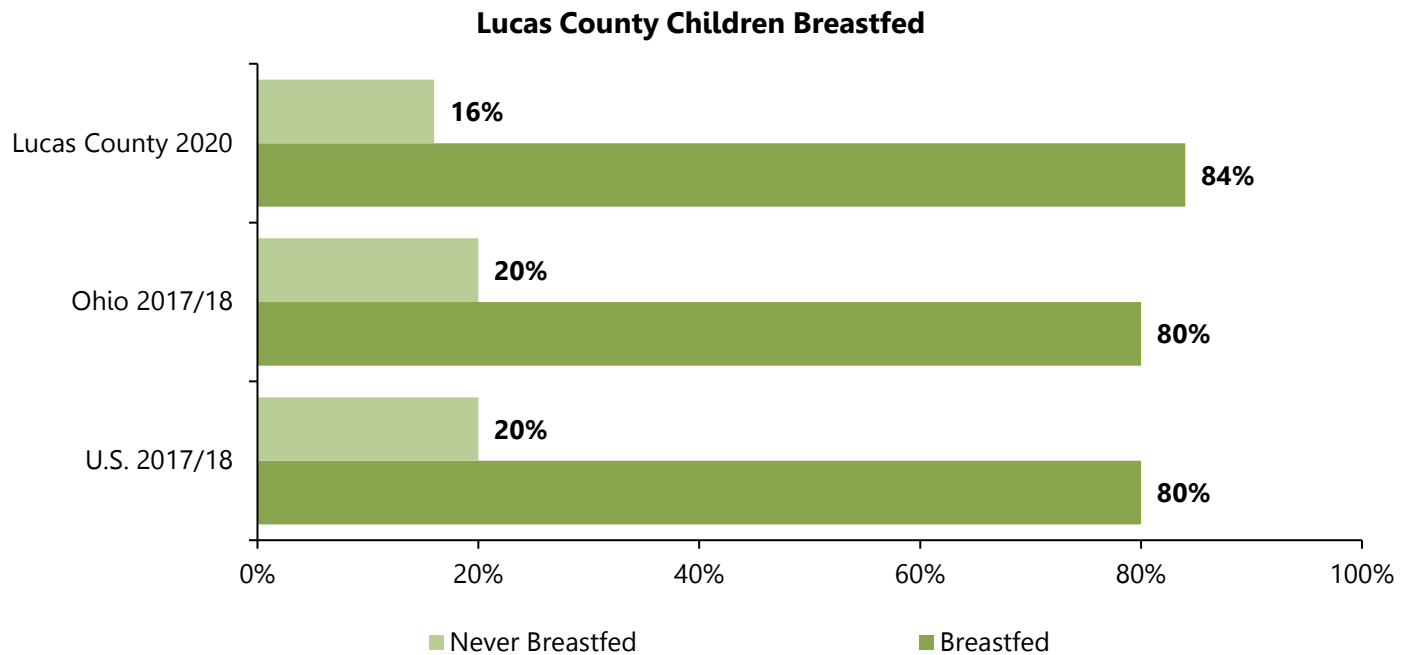 Lucas County Children Breastfed
16%
Lucas County 2020
84%
20%
Ohio 2017/18
80%
20%
U.S. 2017/18
80%
0% 20% 40% 60% 80% 100%
Never Breastfed Breastfed